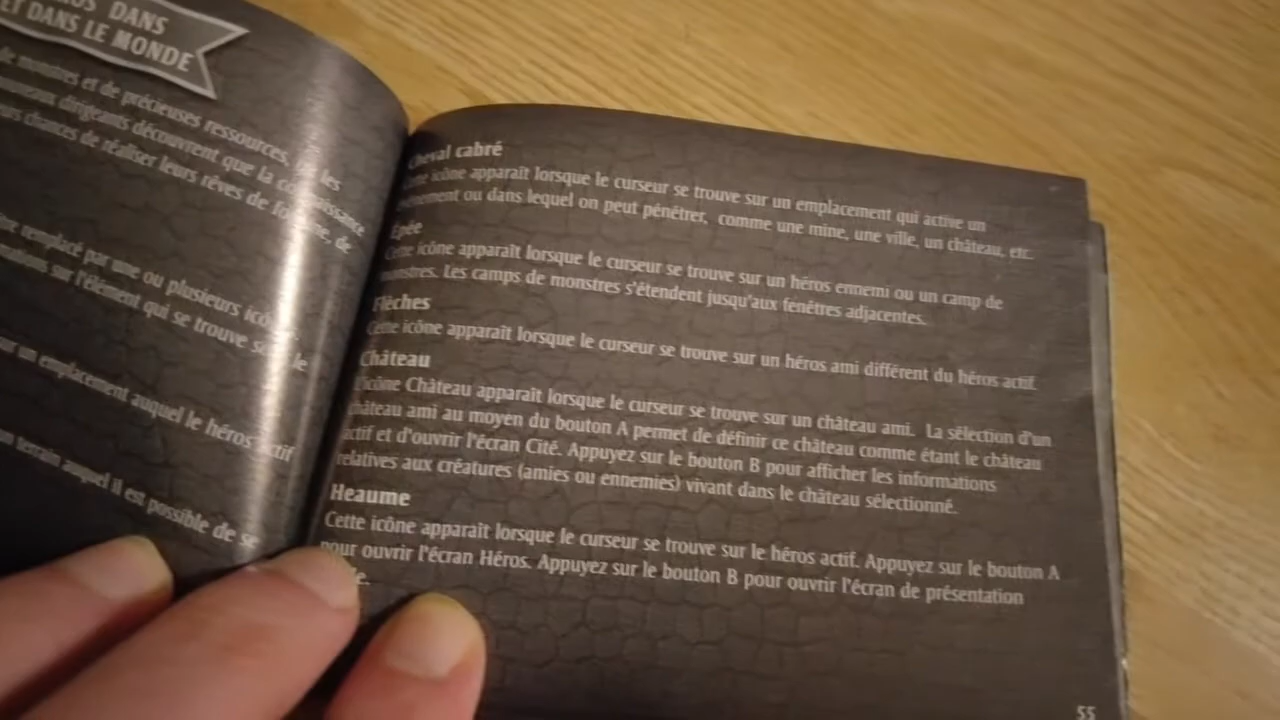 DANS
ET DANS LE MONDE
de monstres et de précieuses ressources, les
nouveaux dirigeants découvrent que la connaissance
chances de réaliser leurs rêves de fortune, de
remplacé par une ou plusieurs
sur l'élément qui se trouve sous le
sur un emplacement auquel le héros actif
terrain auquel il est possible de se
Cheval cabré
Cette icône apparaît lorsque le curseur se trouve sur un emplacement qui active un
événement ou dans lequel on peut pénétrer, comme une mine, une ville, un château, etc.
Épée
Cette icône apparaît lorsque le curseur se trouve sur un héros ennemi ou un camp de
monstres. Les camps de monstres s'étendent jusqu'aux fenêtres adjacentes.
Flèches
Cette icône apparaît lorsque le curseur se trouve sur un héros ami différent du héros actif.
Château
L'icône Château apparaît lorsque le curseur se trouve sur un château ami. La sélection d'un
château ami au moyen du bouton A permet de définir ce château comme étant le château
actif et d'ouvrir l'écran Cité. Appuyez sur le bouton B pour afficher les informations
relatives aux créatures (amies ou ennemies) vivant dans le château sélectionné.
Heaume
Cette icône apparaît lorsque le curseur se trouve sur le héros actif. Appuyez sur le bouton A
pour ouvrir l'écran Héros. Appuyez sur le bouton B pour ouvrir l'écran de présentation
55